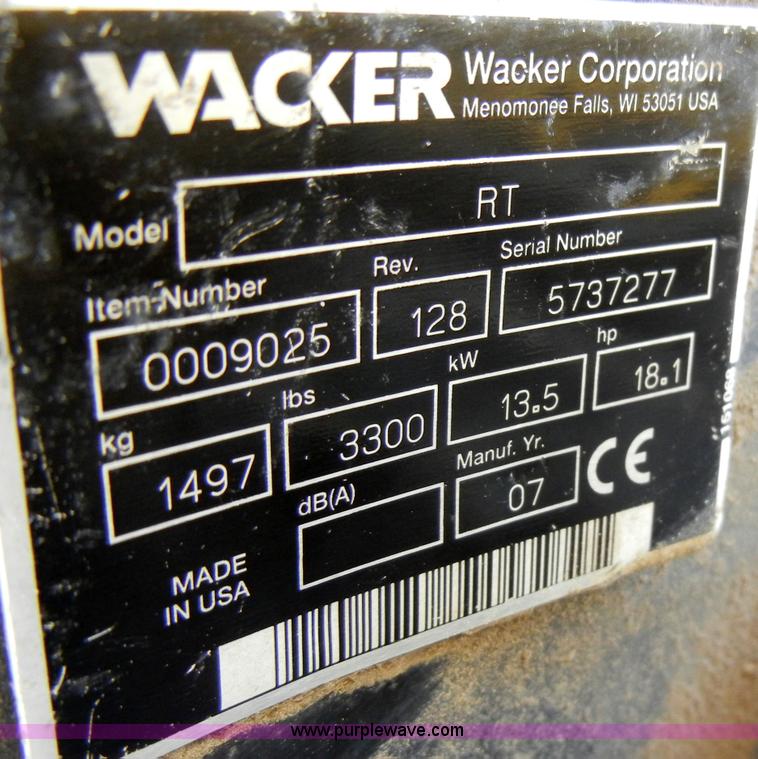 WACKER Wacker Corporation
Menomonee Falls, WI 53051 USA
Model RT
Item Number Rev. Serial Number
0009025 128 5737277
kg lbs kW hp
1497 3300 13.5 18.1
dB(A) Manuf. Yr. CE
07
MADE
IN USA
www.purplewave.com